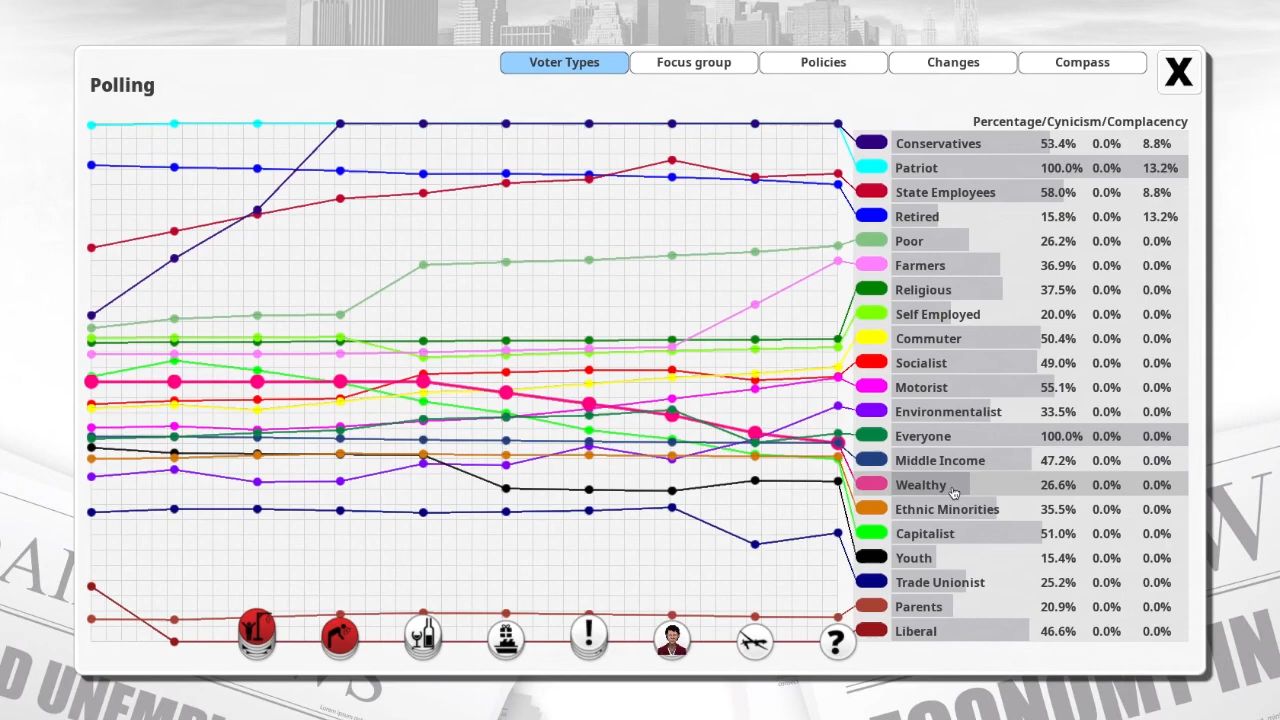 Voter Types
Focus group
Policies
Changes
Compass
X
Polling
Percentage/Cynicism/Complacency
Conservatives 53.4% 0.0% 8.8%
Patriot 100.0% 0.0% 13.2%
State Employees 58.0% 0.0% 8.8%
Retired 15.8% 0.0% 13.2%
Poor 26.2% 0.0% 0.0%
Farmers 36.9% 0.0% 0.0%
Religious 37.5% 0.0% 0.0%
Self Employed 20.0% 0.0% 0.0%
Commuter 50.4% 0.0% 0.0%
Socialist 49.0% 0.0% 0.0%
Motorist 55.1% 0.0% 0.0%
Environmentalist 33.5% 0.0% 0.0%
Everyone 100.0% 0.0% 0.0%
Middle Income 47.2% 0.0% 0.0%
Wealthy 26.6% 0.0% 0.0%
Ethnic Minorities 35.5% 0.0% 0.0%
Capitalist 51.0% 0.0% 0.0%
Youth 15.4% 0.0% 0.0%
Trade Unionist 25.2% 0.0% 0.0%
Parents 20.9% 0.0% 0.0%
Liberal 46.6% 0.0% 0.0%
!
?